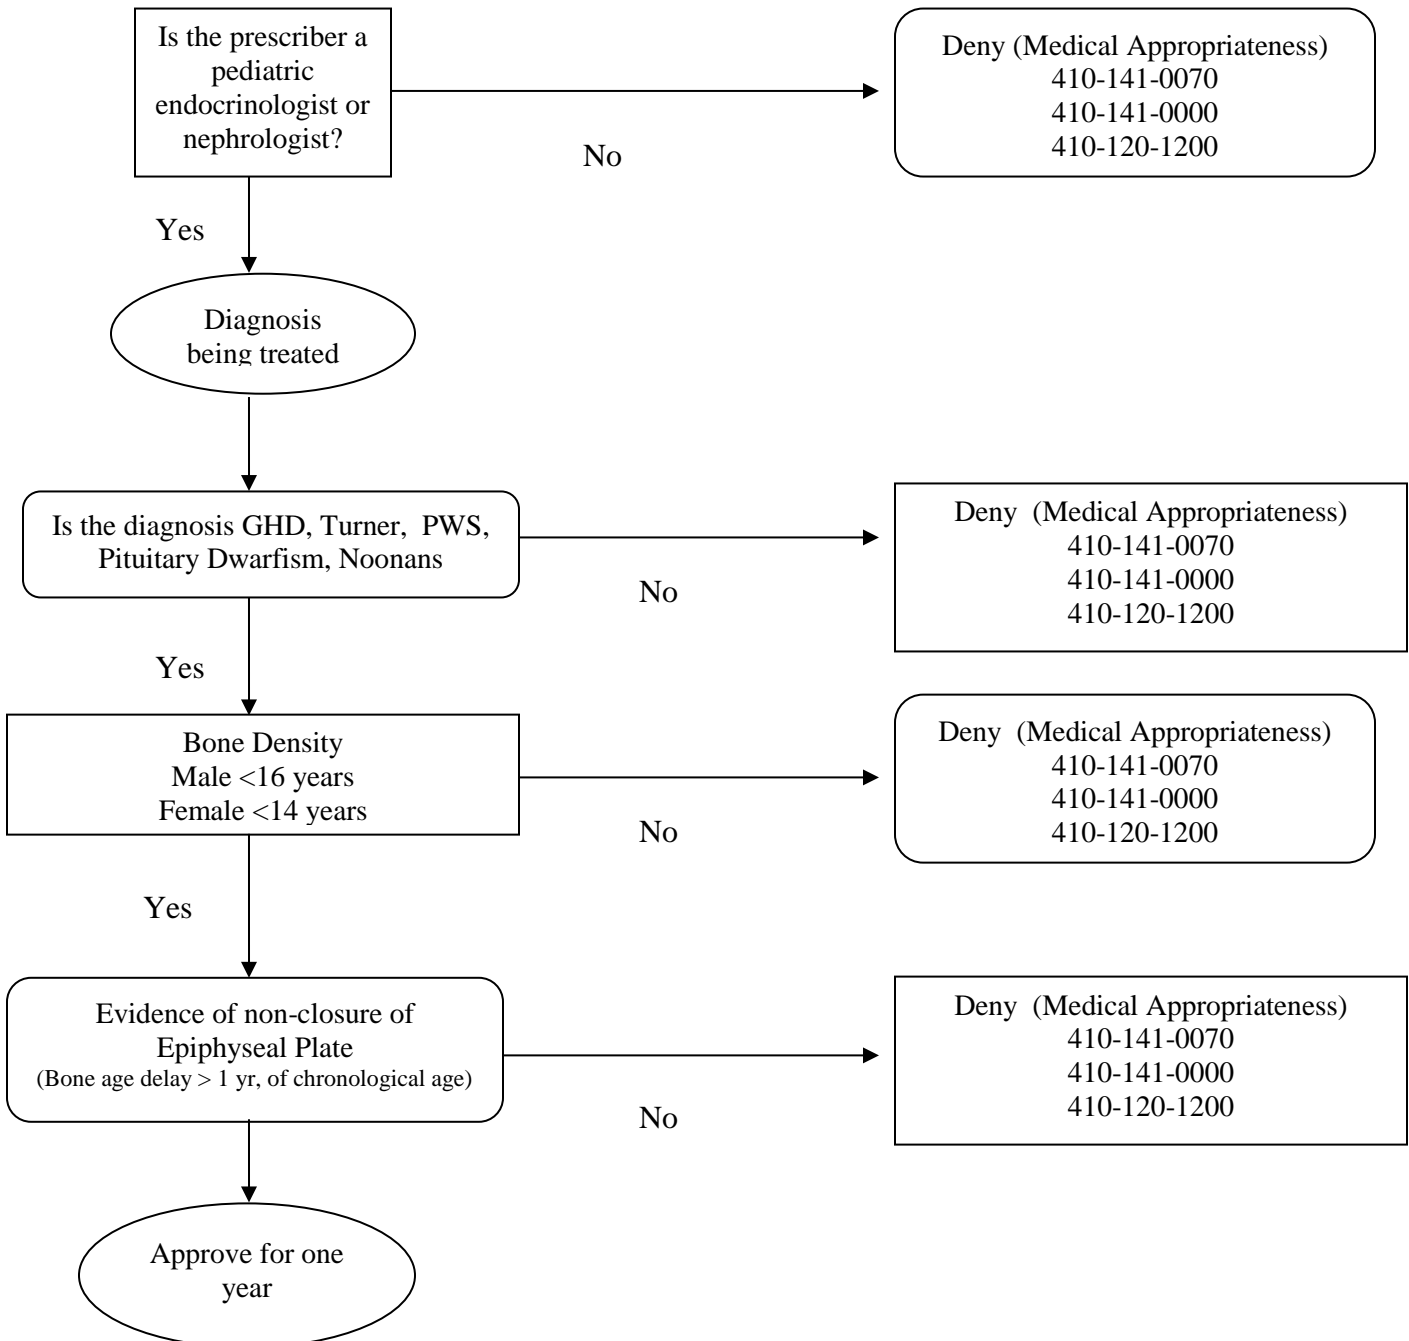 Is the prescriber a
pediatric
endocrinologist or
nephrologist?
Deny (Medical Appropriateness)
410-141-0070
410-141-0000
410-120-1200
No
Yes
Diagnosis
being treated
Is the diagnosis GHD, Turner,  PWS,
Pituitary Dwarfism, Noonans
Deny  (Medical Appropriateness)
410-141-0070
410-141-0000
410-120-1200
No
Yes
Bone Density
Male <16 years
Female <14 years
Deny  (Medical Appropriateness)
410-141-0070
410-141-0000
410-120-1200
No
Yes
Evidence of non-closure of
Epiphyseal Plate
(Bone age delay > 1 yr, of chronological age)
Deny  (Medical Appropriateness)
410-141-0070
410-141-0000
410-120-1200
No
Approve for one
year